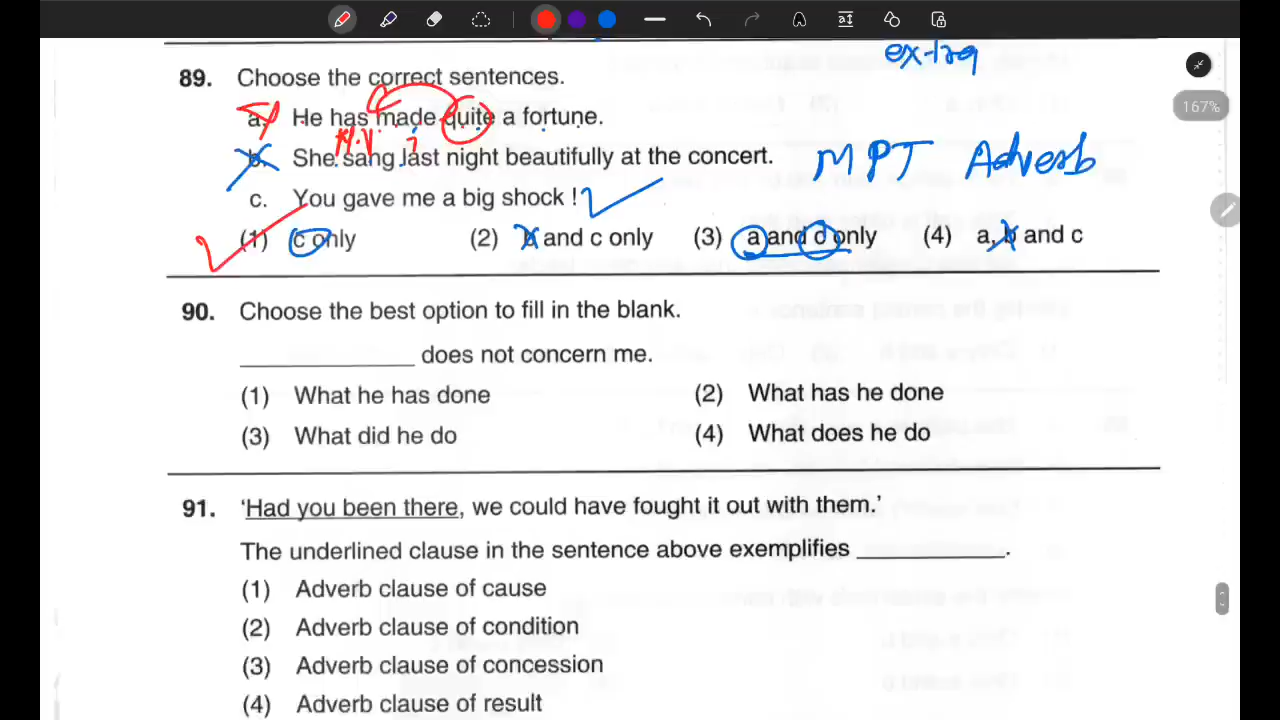 extra
167%
89. Choose the correct sentences.
a. He has made quite a fortune.
M.V ?
b. She sang last night beautifully at the concert.
MPT Adverb
c. You gave me a big shock !
(1) c only (2) b and c only (3) a and c only (4) a, b and c
90. Choose the best option to fill in the blank.
____________ does not concern me.
(1) What he has done (2) What has he done
(3) What did he do (4) What does he do
91. ‘Had you been there, we could have fought it out with them.’
The underlined clause in the sentence above exemplifies __________.
(1) Adverb clause of cause
(2) Adverb clause of condition
(3) Adverb clause of concession
(4) Adverb clause of result